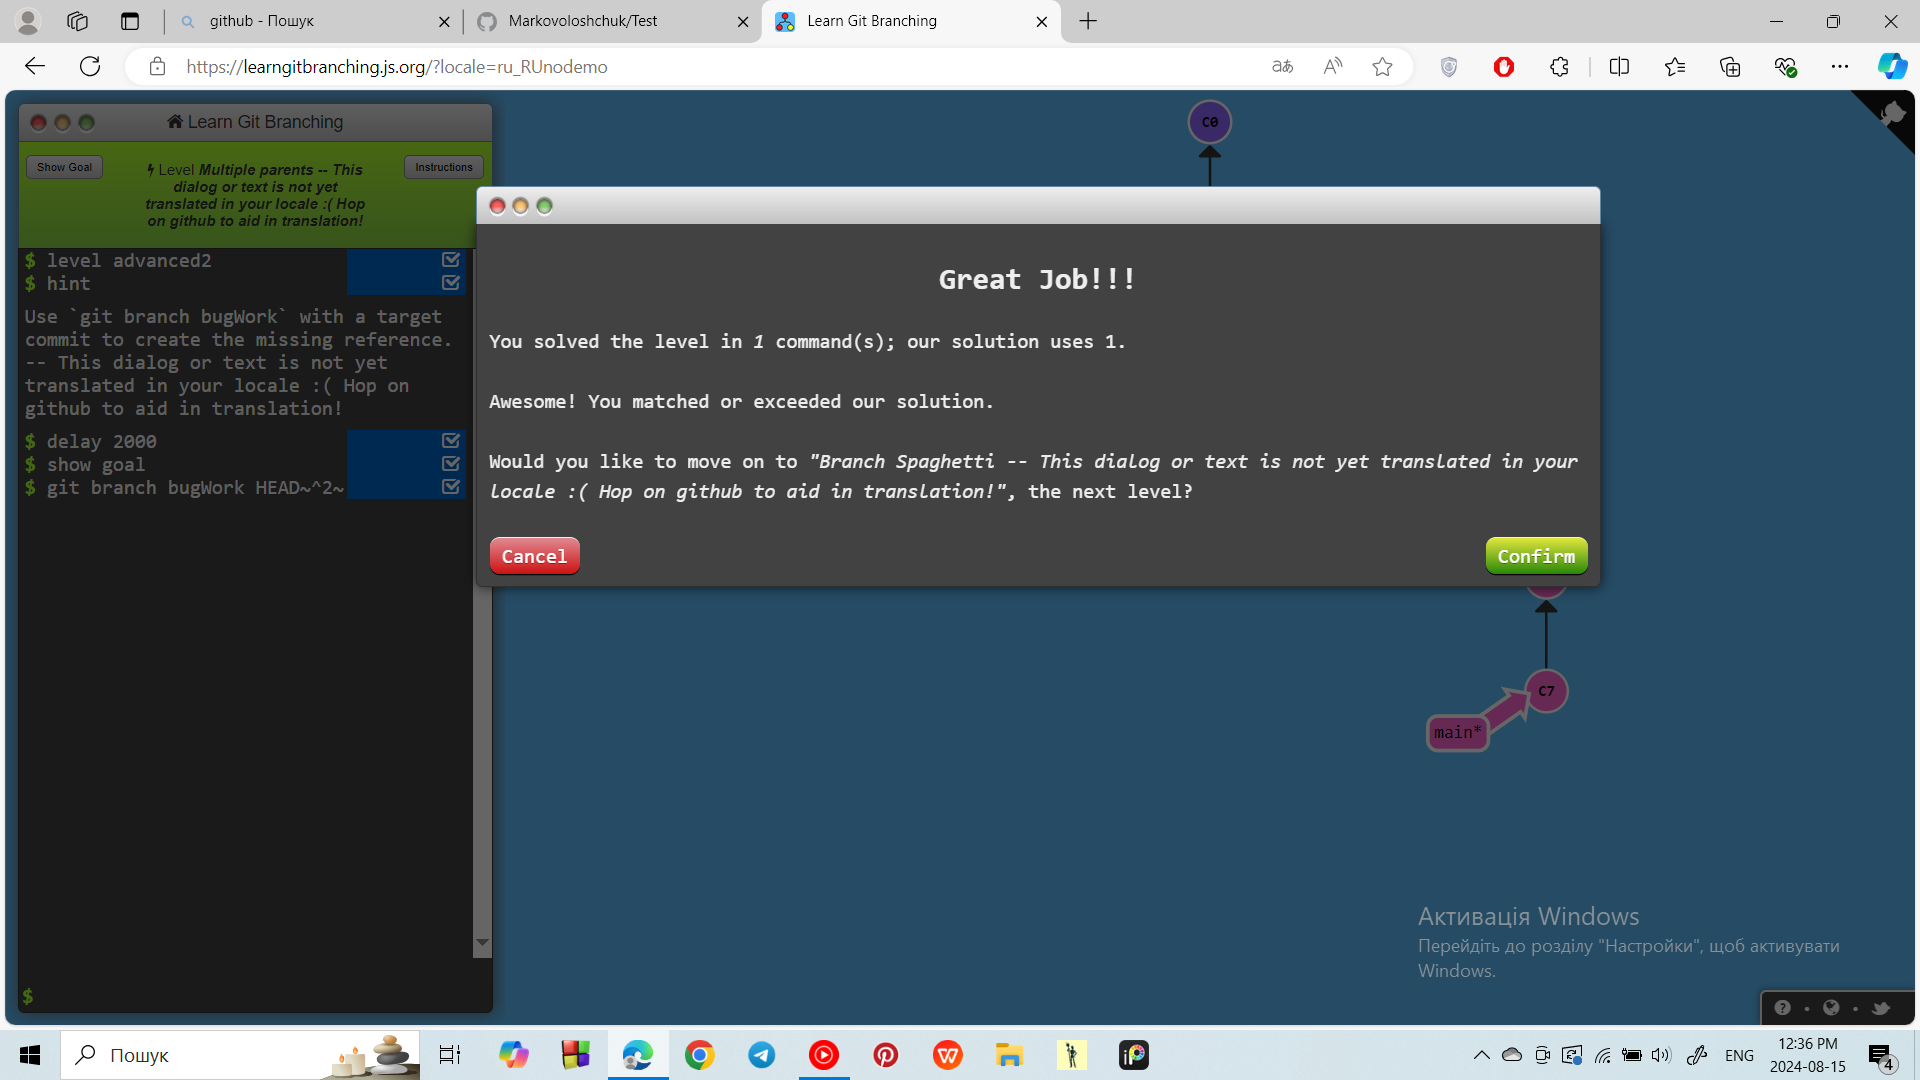 github - Пошук
Markovoloshchuk/Test
Learn Git Branching
https://learngitbranching.js.org/?locale=ru_RUnodemo
Learn Git Branching
Show Goal
Level Multiple parents -- This
dialog or text is not yet
translated in your locale :( Hop
on github to aid in translation!
Instructions
$ level advanced2
$ hint
Use `git branch bugWork` with a target
commit to create the missing reference.
-- This dialog or text is not yet
translated in your locale :( Hop on
github to aid in translation!
$ delay 2000
$ show goal
$ git branch bugWork HEAD~^2~
$
C0
Great Job!!!
You solved the level in 1 command(s); our solution uses 1.
Awesome! You matched or exceeded our solution.
Would you like to move on to "Branch Spaghetti -- This dialog or text is not yet translated in your
locale :( Hop on github to aid in translation!", the next level?
Cancel
Confirm
C7
main*
Активація Windows
Перейдіть до розділу "Настройки", щоб активувати
Windows.
Пошук
ENG
12:36 PM
2024-08-15
4